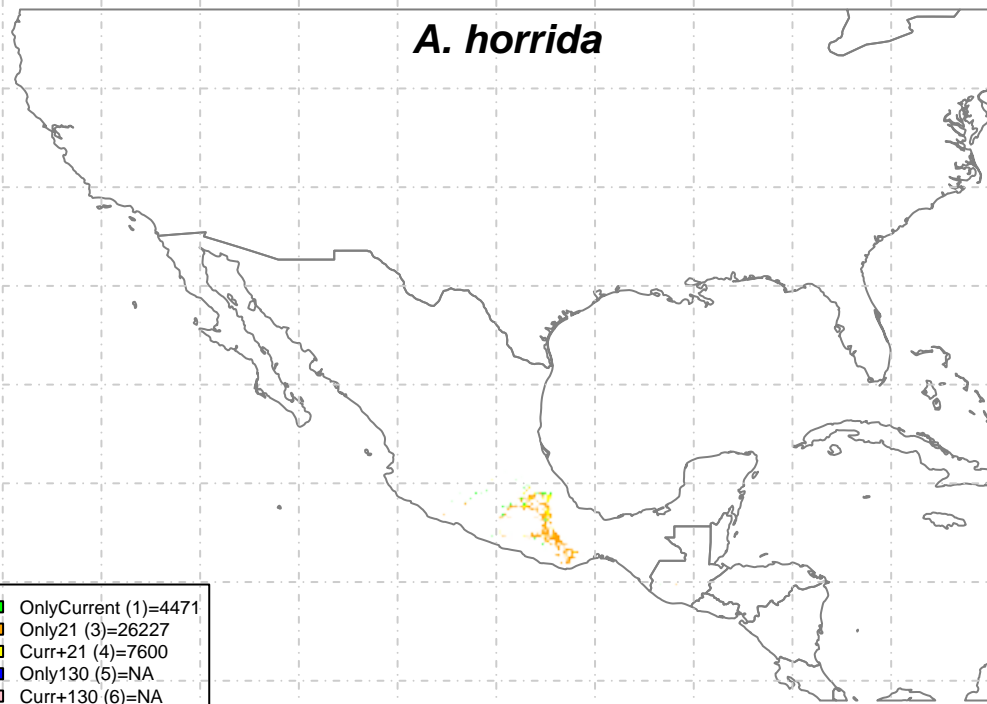 A. horrida
OnlyCurrent (1)=4471
Only21 (3)=26227
Curr+21 (4)=7600
Only130 (5)=NA
Curr+130 (6)=NA